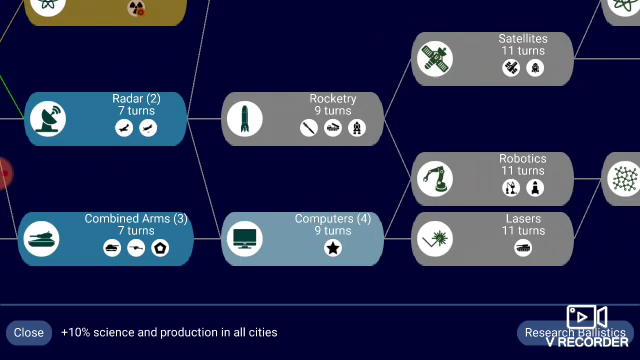 Satellites
11 turns
Radar (2)
7 turns
Rocketry
9 turns
Robotics
11 turns
Combined Arms (3)
7 turns
Computers (4)
9 turns
Lasers
11 turns
Close
+10% science and production in all cities
Research Ballistics
V RECORDER